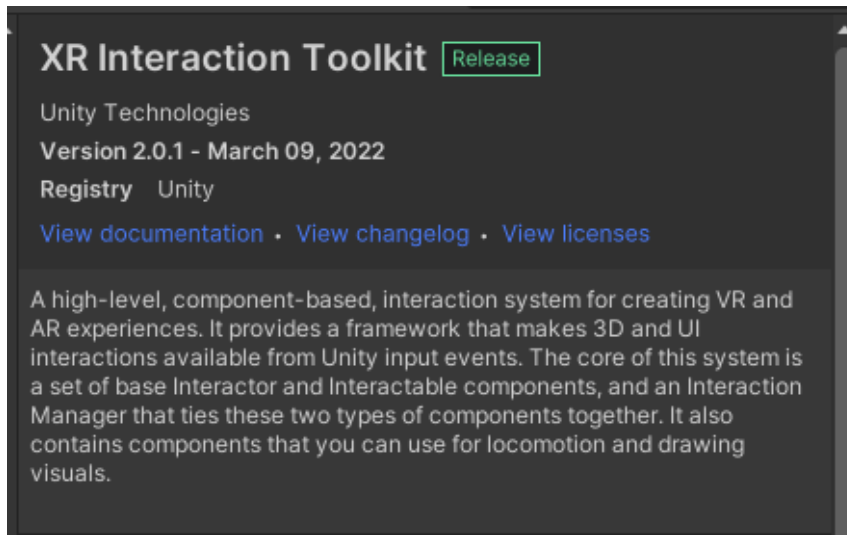 XR Interaction Toolkit Release
Unity Technologies
Version 2.0.1 - March 09, 2022
Registry Unity
View documentation • View changelog • View licenses
A high-level, component-based, interaction system for creating VR and
AR experiences. It provides a framework that makes 3D and UI
interactions available from Unity input events. The core of this system is
a set of base Interactor and Interactable components, and an Interaction
Manager that ties these two types of components together. It also
contains components that you can use for locomotion and drawing
visuals.